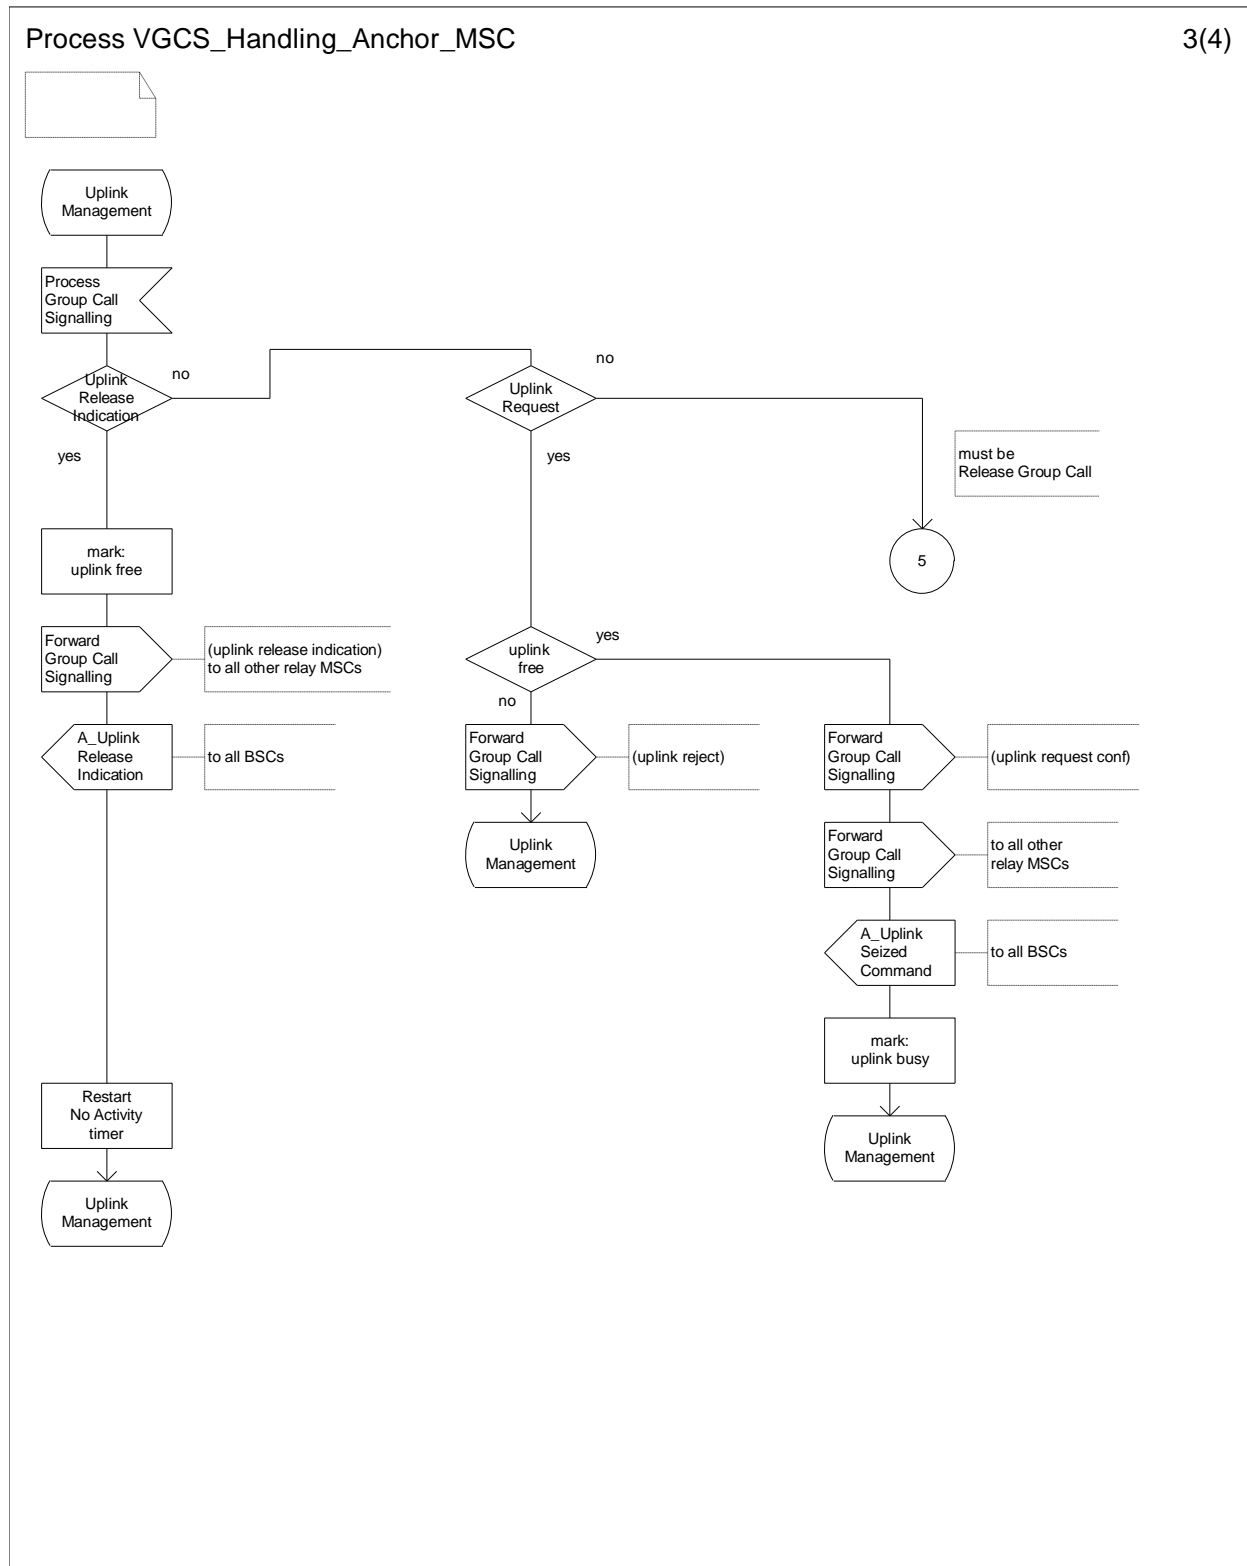 Process VGCS_Handling_Anchor_MSC
3(4)
Uplink
Management
Process
Group Call
Signalling
Uplink
Release
Indication
no
yes
Uplink
Request
no
yes
must be
Release Group Call
5
mark:
uplink free
Forward
Group Call
Signalling
(uplink release indication)
to all other relay MSCs
A_Uplink
Release
Indication
to all BSCs
Restart
No Activity
timer
Uplink
Management
uplink
free
yes
no
Forward
Group Call
Signalling
(uplink reject)
Uplink
Management
Forward
Group Call
Signalling
(uplink request conf)
Forward
Group Call
Signalling
to all other
relay MSCs
A_Uplink
Seized
Command
to all BSCs
mark:
uplink busy
Uplink
Management